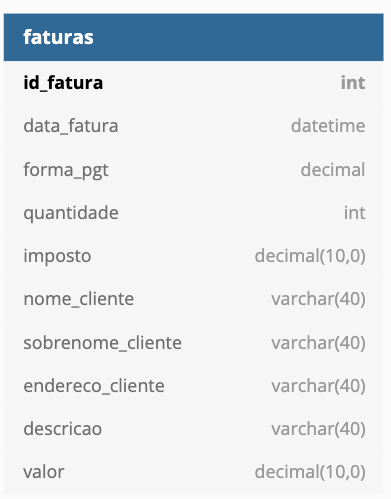 faturas
id_fatura int
data_fatura datetime
forma_pgt decimal
quantidade int
imposto decimal(10,0)
nome_cliente varchar(40)
sobrenome_cliente varchar(40)
endereco_cliente varchar(40)
descricao varchar(40)
valor decimal(10,0)